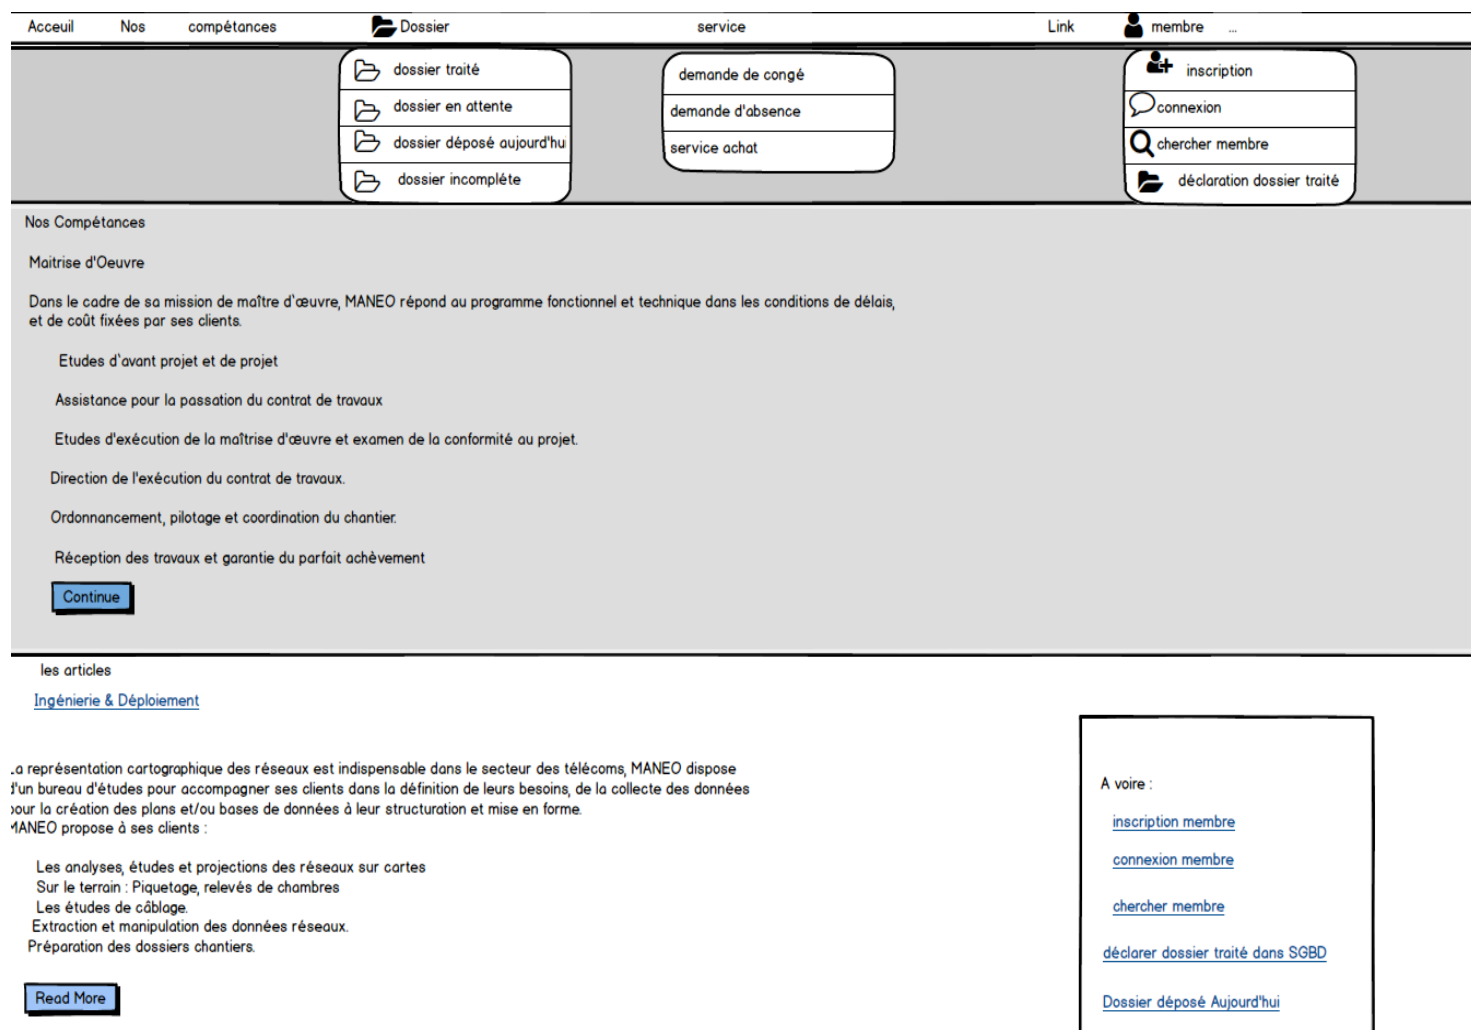 Acceuil Nos compétances Dossier service Link membre ...
dossier traité
dossier en attente
dossier déposé aujourd'hu
dossier incompléte
demande de congé
demande d'absence
service achat
inscription
connexion
chercher membre
déclaration dossier traité
Nos Compétances
Maitrise d'Oeuvre
Dans le cadre de sa mission de maître d'œuvre, MANEO répond au programme fonctionnel et technique dans les conditions de délais,
et de coût fixées par ses clients.
Etudes d'avant projet et de projet
Assistance pour la passation du contrat de travaux
Etudes d'exécution de la maîtrise d'œuvre et examen de la conformité au projet.
Direction de l'exécution du contrat de travaux.
Ordonnancement, pilotage et coordination du chantier.
Réception des travaux et garantie du parfait achèvement
Continue
les articles
Ingénierie & Déploiement
La représentation cartographique des réseaux est indispensable dans le secteur des télécoms, MANEO dispose
d'un bureau d'études pour accompagner ses clients dans la définition de leurs besoins, de la collecte des données
pour la création des plans et/ou bases de données à leur structuration et mise en forme.
MANEO propose à ses clients :
Les analyses, études et projections des réseaux sur cartes
Sur le terrain : Piquetage, relevés de chambres
Les études de câblage.
Extraction et manipulation des données réseaux.
Préparation des dossiers chantiers.
Read More
A voire :
inscription membre
connexion membre
chercher membre
déclarer dossier traité dans SGBD
Dossier déposé Aujourd'hui